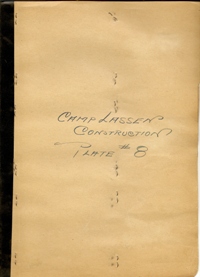 Camp Lassen
Construction
Plate #8